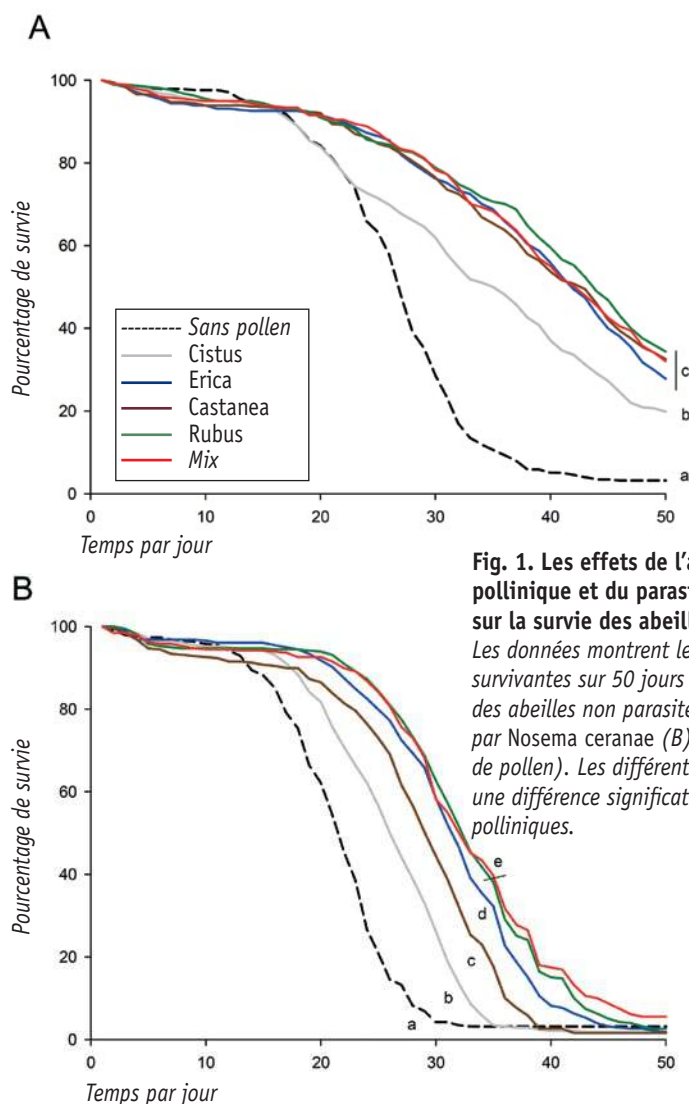 A
Pourcentage de survie
100
80
60
40
20
0
Sans pollen
Cistus
Erica
Castanea
Rubus
Mix
c
b
a
0 10 20 30 40 50
Temps par jour
Fig. 1. Les effets de l'a
pollinique et du parasit
sur la survie des abeill
Les données montrent le
survivantes sur 50 jours
des abeilles non parasite
par Nosema ceranae (B)
de pollen). Les différent
une différence significat
polliniques.
B
Pourcentage de survie
100
80
60
40
20
0
e
d
c
b
a
0 10 20 30 40 50
Temps par jour